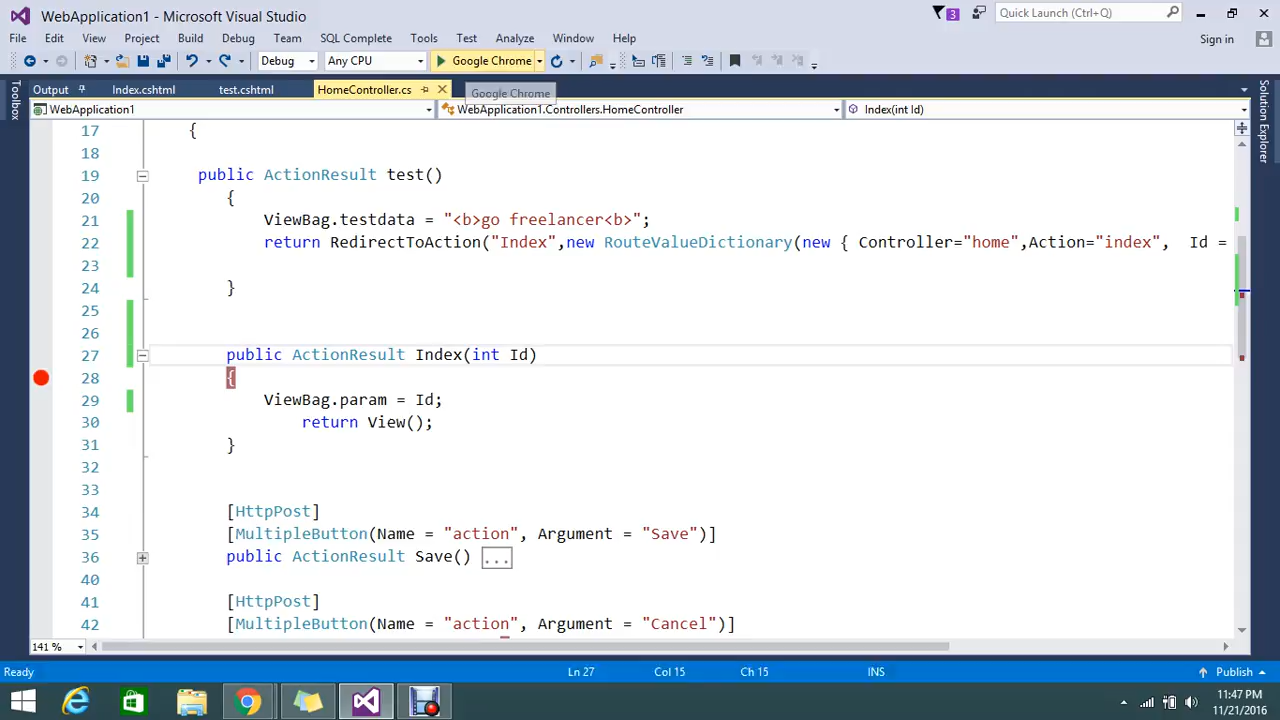 WebApplication1 - Microsoft Visual Studio
3
Quick Launch (Ctrl+Q)
File Edit View Project Build Debug Team SQL Complete Tools Test Analyze Window Help
Sign in
Debug Any CPU Google Chrome
Output Index.cshtml test.cshtml HomeController.cs
Google Chrome
WebApplication1 WebApplication1.Controllers.HomeController Index(int Id)
Toolbox
Solution Explorer
17 {
18
19 public ActionResult test()
20 {
21 ViewBag.testdata = "<b>go freelancer<b>";
22 return RedirectToAction("Index",new RouteValueDictionary(new { Controller="home",Action="index", Id =
23
24 }
25
26
27 public ActionResult Index(int Id)
28 {
29 ViewBag.param = Id;
30 return View();
31 }
32
33
34 [HttpPost]
35 [MultipleButton(Name = "action", Argument = "Save")]
36 public ActionResult Save() ...
40
41 [HttpPost]
42 [MultipleButton(Name = "action", Argument = "Cancel")]
141 %
Ready Ln 27 Col 15 Ch 15 INS Publish
11:47 PM
11/21/2016